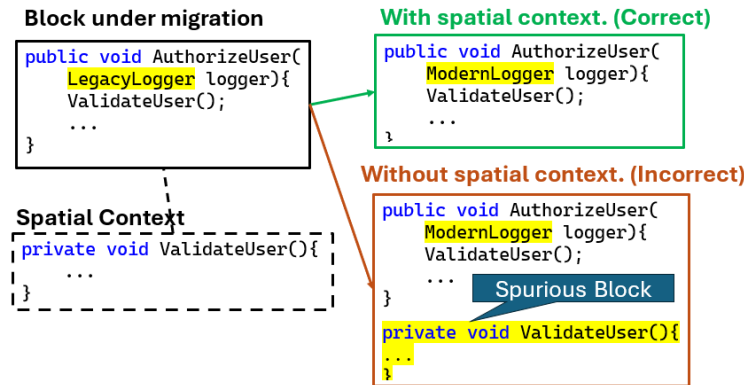 Block under migration
public void AuthorizeUser(
LegacyLogger logger){
ValidateUser();
...
}
Spatial Context
private void ValidateUser(){
...
}
With spatial context. (Correct)
public void AuthorizeUser(
ModernLogger logger){
ValidateUser();
...
}
Without spatial context. (Incorrect)
public void AuthorizeUser(
ModernLogger logger){
ValidateUser();
...
}
Spurious Block
private void ValidateUser(){
...
}